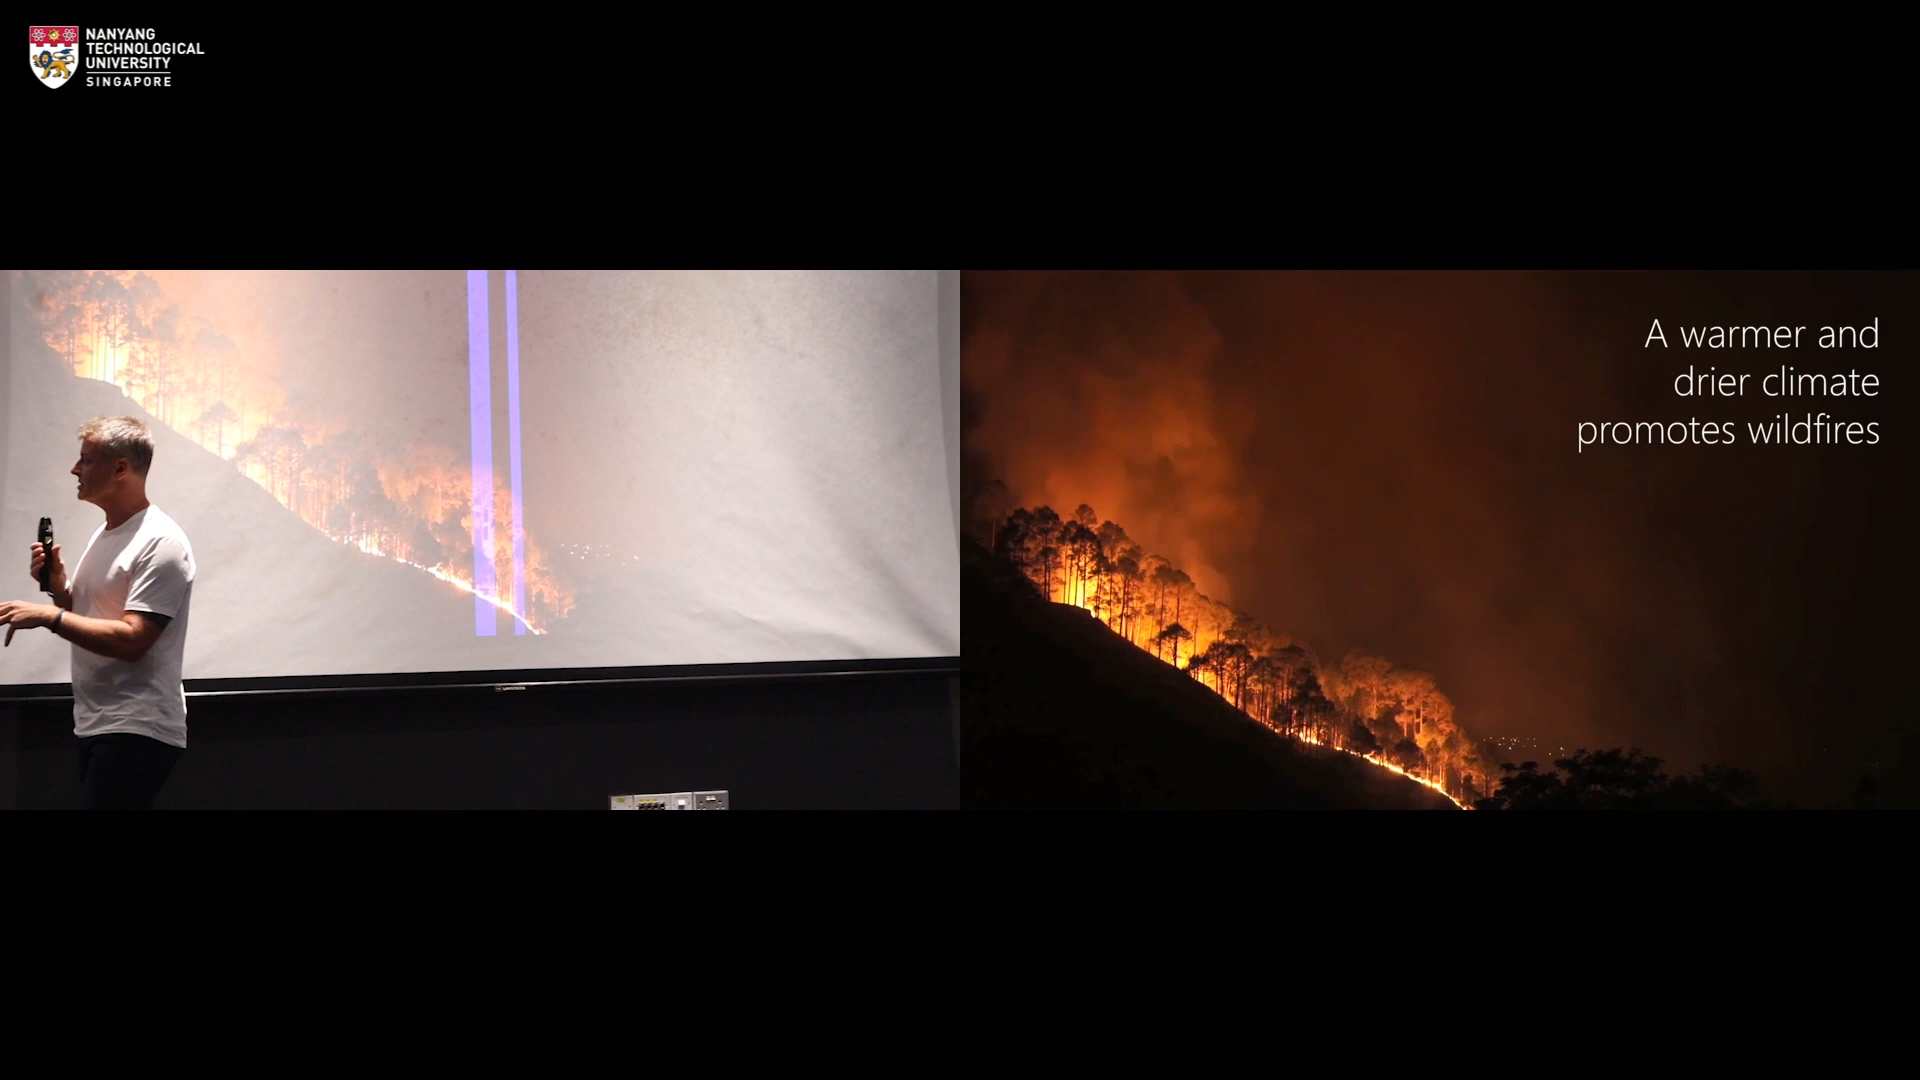 NANYANG
TECHNOLOGICAL
UNIVERSITY
SINGAPORE
A warmer and
drier climate
promotes wildfires